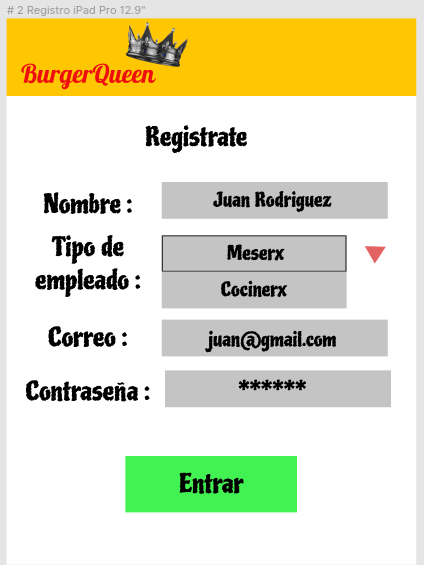 # 2 Registro iPad Pro 12.9"
BurgerQueen
Registrate
Nombre :
Juan Rodriguez
Tipo de
empleado :
Meserx
Cocinerx
Correo :
juan@gmail.com
Contraseña :
******
Entrar